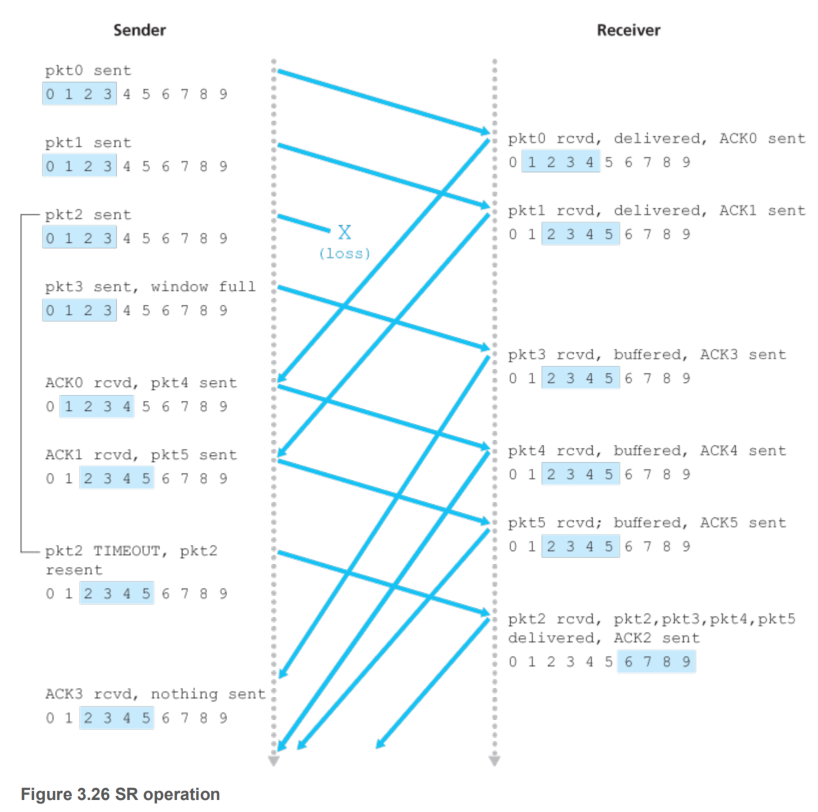 Sender
Receiver
pkt0 sent
0 1 2 3 4 5 6 7 8 9
pkt0 rcvd, delivered, ACK0 sent
0 1 2 3 4 5 6 7 8 9
pkt1 sent
0 1 2 3 4 5 6 7 8 9
pkt1 rcvd, delivered, ACK1 sent
0 1 2 3 4 5 6 7 8 9
pkt2 sent
0 1 2 3 4 5 6 7 8 9
X
(loss)
pkt3 sent, window full
0 1 2 3 4 5 6 7 8 9
pkt3 rcvd, buffered, ACK3 sent
0 1 2 3 4 5 6 7 8 9
ACK0 rcvd, pkt4 sent
0 1 2 3 4 5 6 7 8 9
pkt4 rcvd, buffered, ACK4 sent
0 1 2 3 4 5 6 7 8 9
ACK1 rcvd, pkt5 sent
0 1 2 3 4 5 6 7 8 9
pkt5 rcvd; buffered, ACK5 sent
0 1 2 3 4 5 6 7 8 9
pkt2 TIMEOUT, pkt2
resent
0 1 2 3 4 5 6 7 8 9
pkt2 rcvd, pkt2,pkt3,pkt4,pkt5
delivered, ACK2 sent
0 1 2 3 4 5 6 7 8 9
ACK3 rcvd, nothing sent
0 1 2 3 4 5 6 7 8 9
Figure 3.26 SR operation